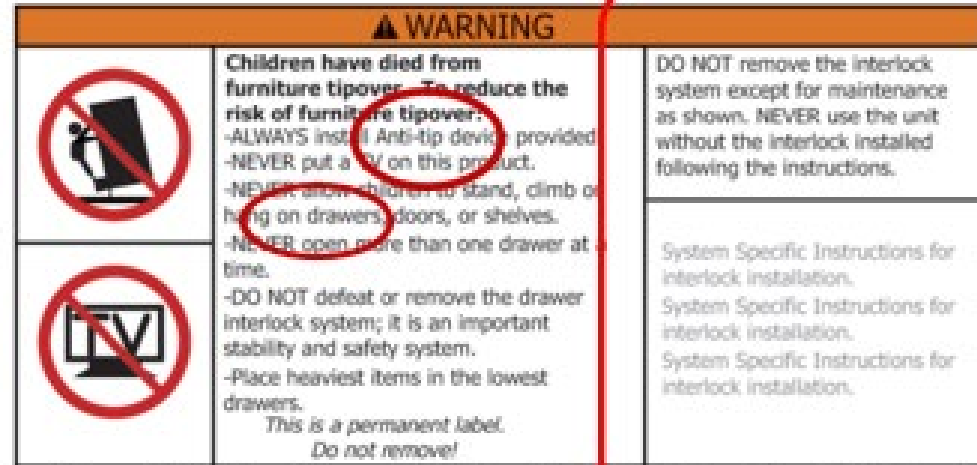 WARNING
Children have died from
furniture tipover. To reduce the
risk of furniture tipover:
-ALWAYS install Anti-tip device provided
-NEVER put a TV on this product.
-NEVER allow children to stand, climb or
hang on drawers, doors, or shelves.
-NEVER open more than one drawer at a
time.
-DO NOT defeat or remove the drawer
interlock system; it is an important
stability and safety system.
-Place heaviest items in the lowest
drawers.
This is a permanent label.
Do not remove!
TV
DO NOT remove the interlock
system except for maintenance
as shown. NEVER use the unit
without the interlock installed
following the instructions.
System Specific Instructions for
interlock installation.
System Specific Instructions for
interlock installation.
System Specific Instructions for
interlock installation.